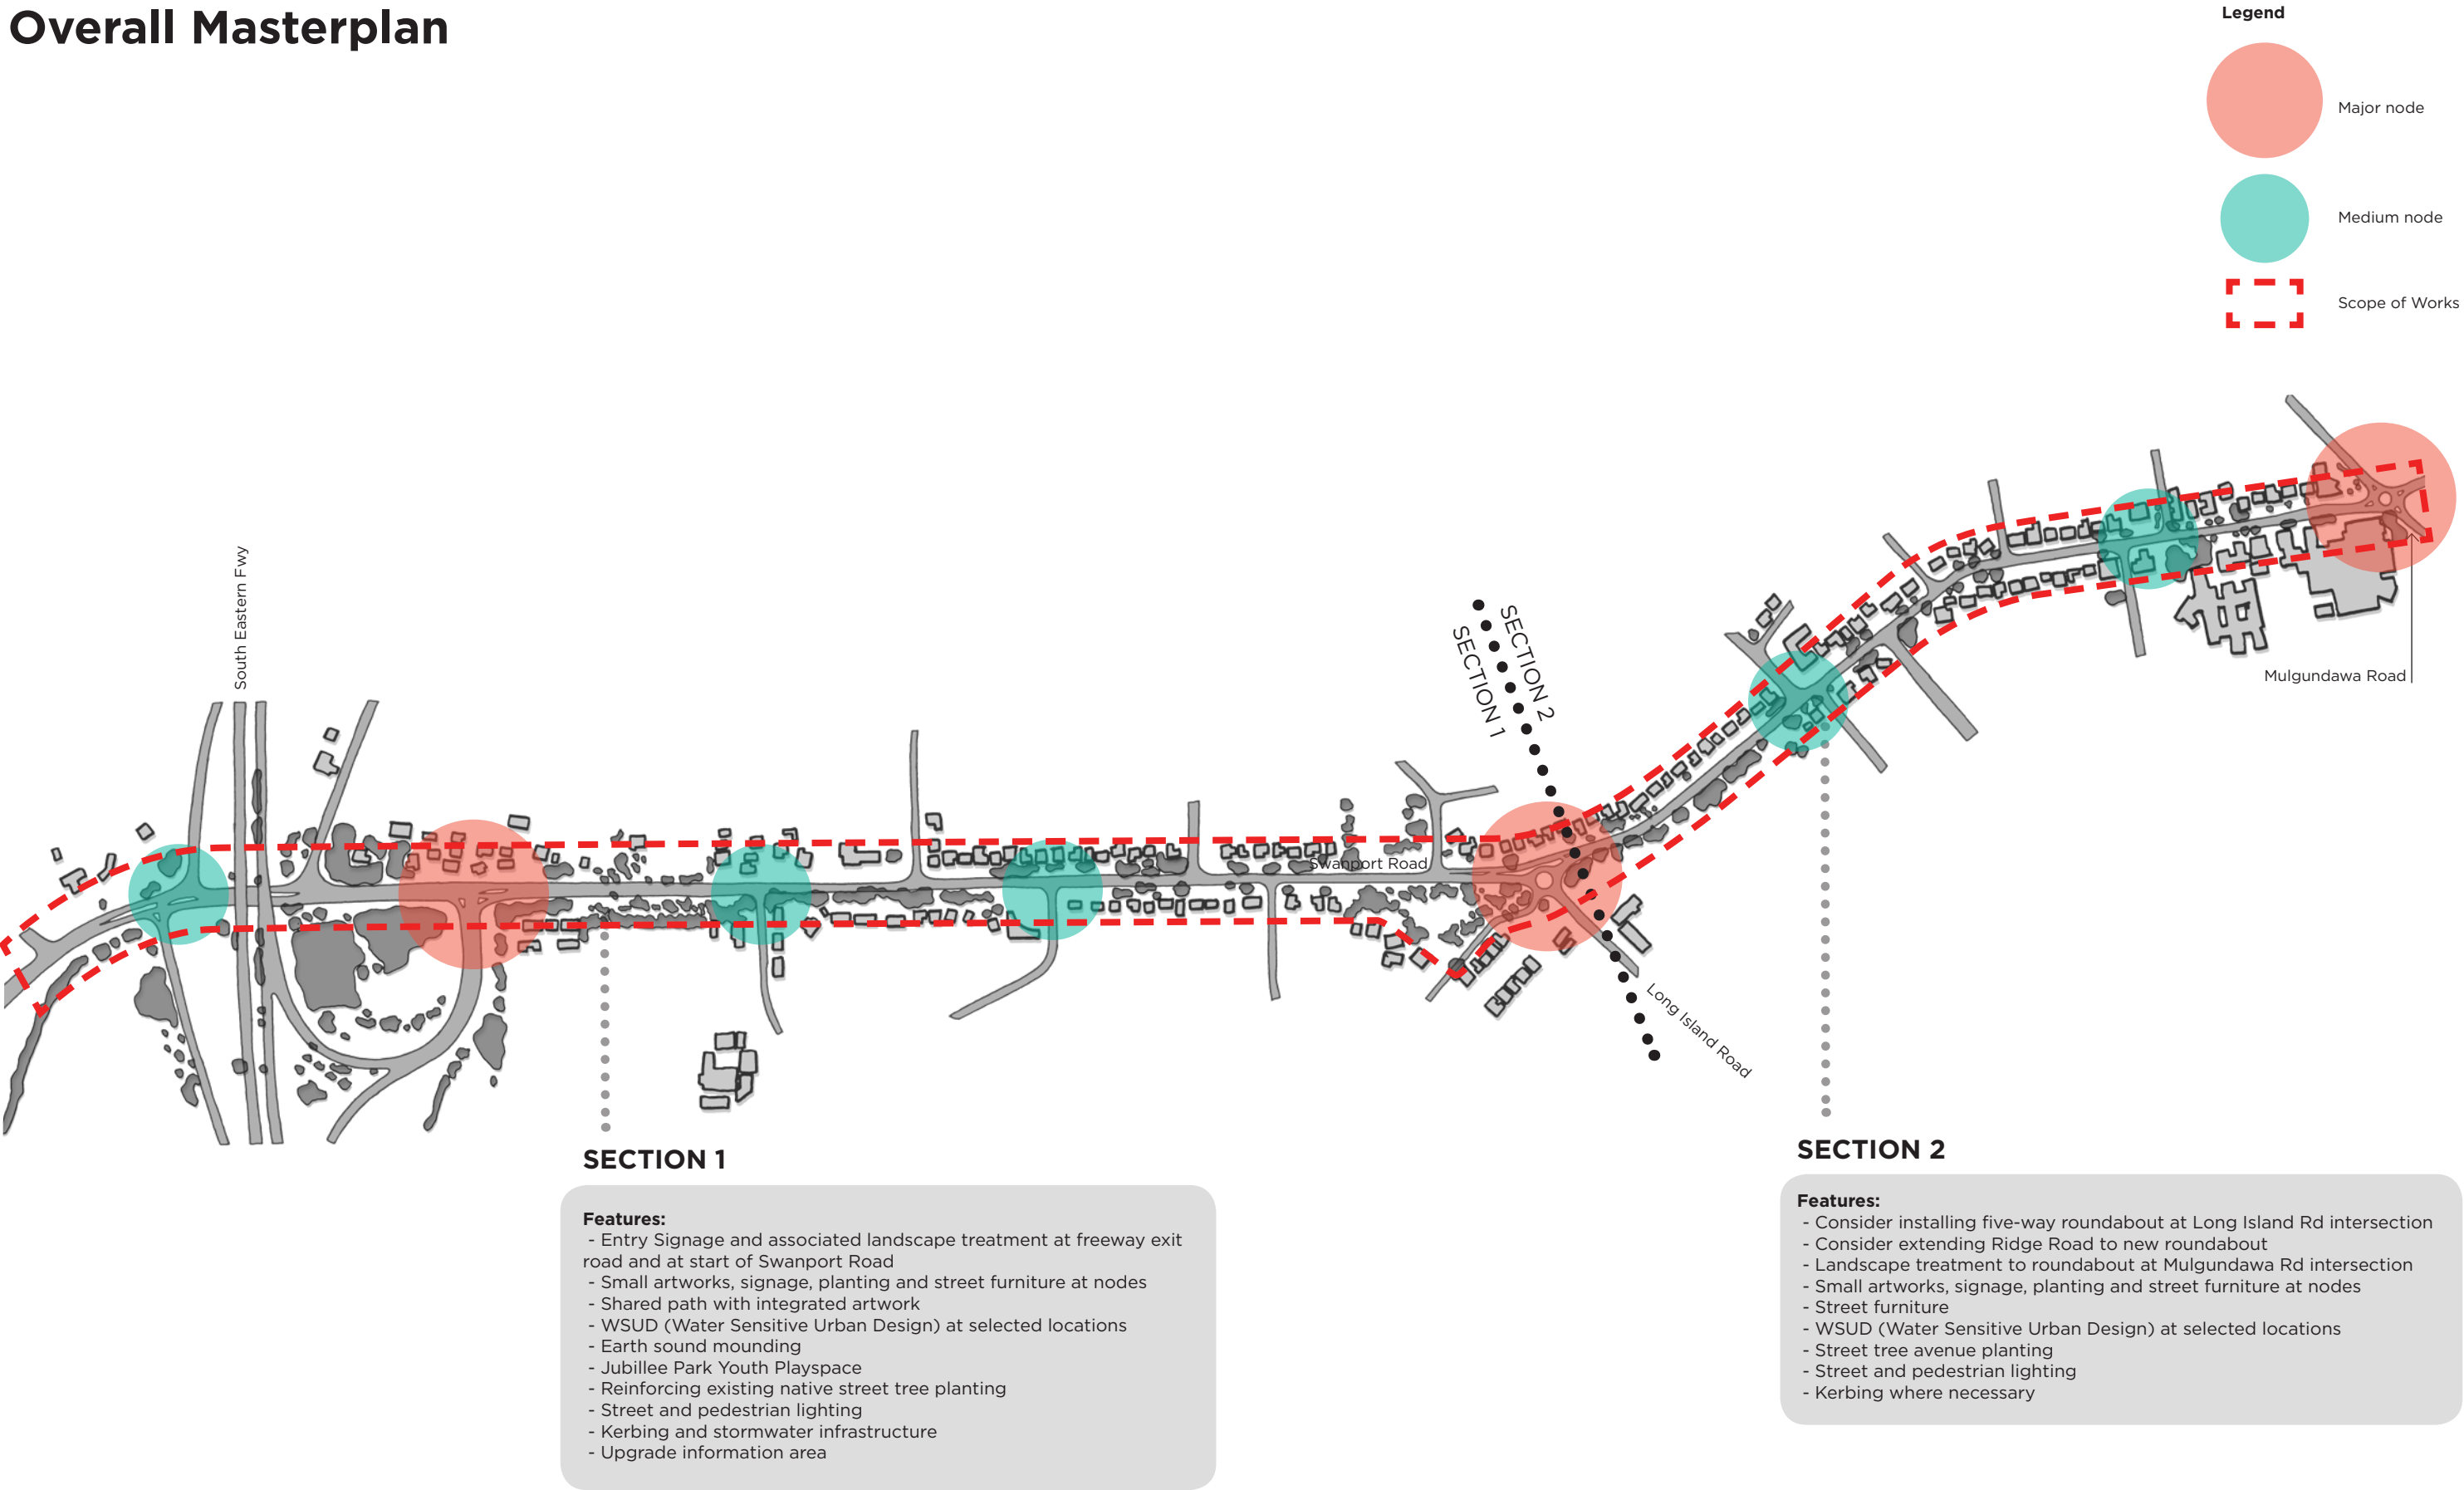 Overall Masterplan
Legend
Major node
Medium node
Scope of Works
South Eastern Fwy
SECTION 2
SECTION 1
Mulgundawa Road
Swanport Road
Long Island Road
SECTION 1
Features:
- Entry Signage and associated landscape treatment at freeway exit
road and at start of Swanport Road
- Small artworks, signage, planting and street furniture at nodes
- Shared path with integrated artwork
- WSUD (Water Sensitive Urban Design) at selected locations
- Earth sound mounding
- Jubillee Park Youth Playspace
- Reinforcing existing native street tree planting
- Street and pedestrian lighting
- Kerbing and stormwater infrastructure
- Upgrade information area
SECTION 2
Features:
- Consider installing five-way roundabout at Long Island Rd intersection
- Consider extending Ridge Road to new roundabout
- Landscape treatment to roundabout at Mulgundawa Rd intersection
- Small artworks, signage, planting and street furniture at nodes
- Street furniture
- WSUD (Water Sensitive Urban Design) at selected locations
- Street tree avenue planting
- Street and pedestrian lighting
- Kerbing where necessary